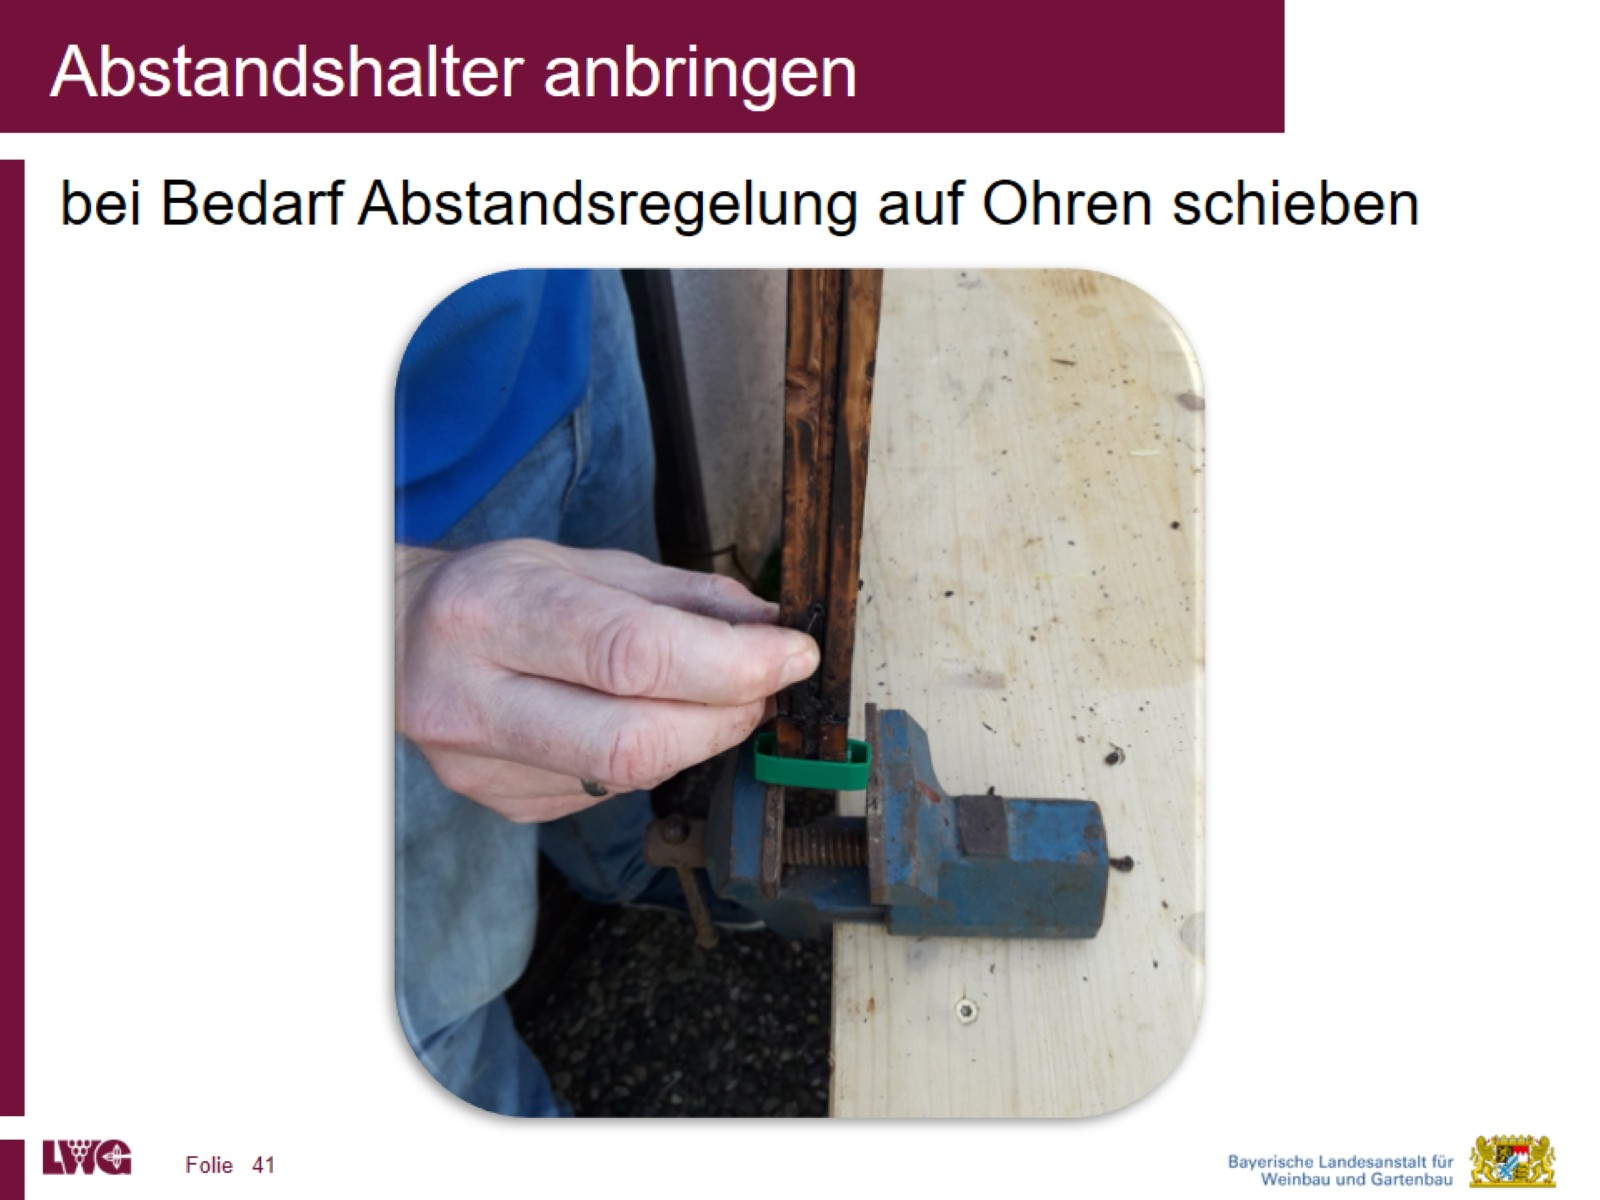 Abstandshalter anbringen
bei Bedarf Abstandsregelung auf Ohren schieben
LWG
Folie 41
Bayerische Landesanstalt für
Weinbau und Gartenbau